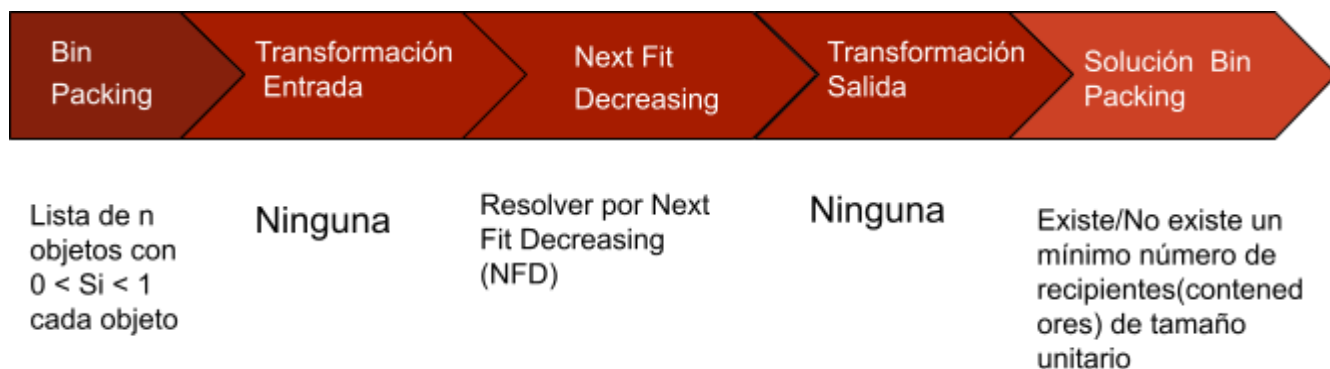 Bin
Packing
Transformación
Entrada
Next Fit
Decreasing
Transformación
Salida
Solución Bin
Packing
Lista de n
objetos con
0 < Si < 1
cada objeto
Ninguna
Resolver por Next
Fit Decreasing
(NFD)
Ninguna
Existe/No existe un
mínimo número de
recipientes(contened
ores) de tamaño
unitario